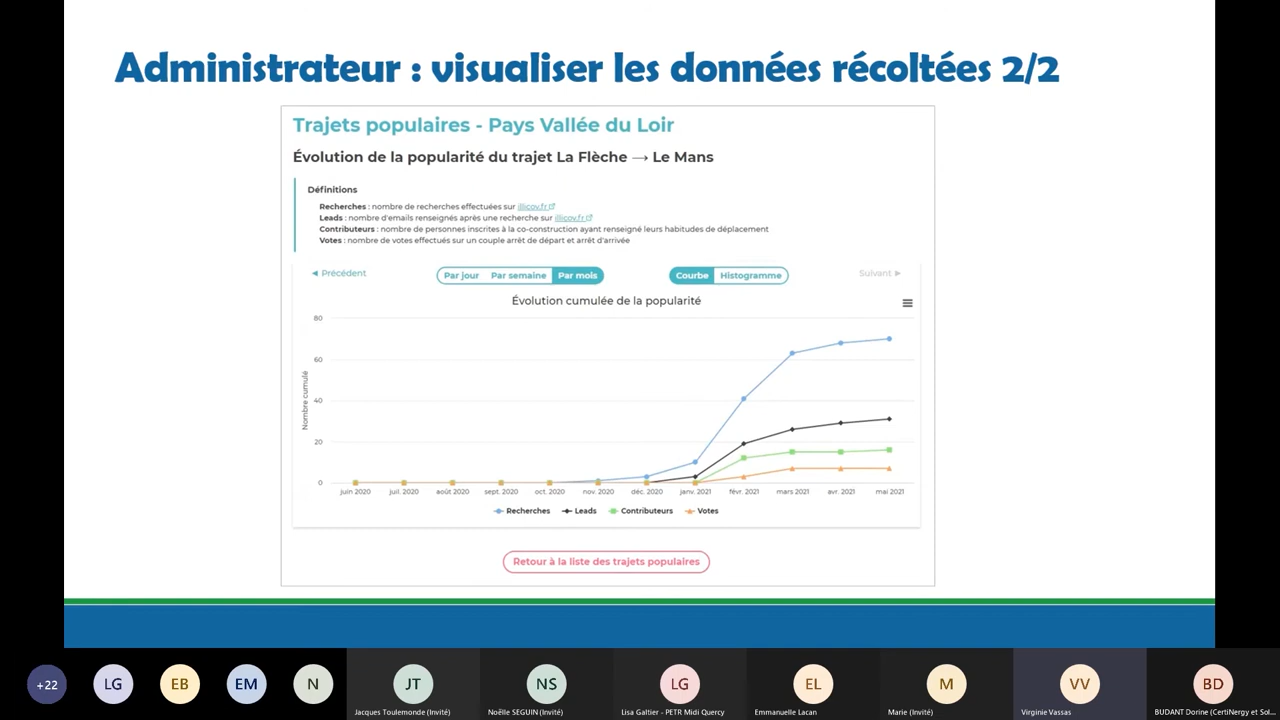 Administrateur : visualiser les données récoltées 2/2
Trajets populaires - Pays Vallée du Loir
Évolution de la popularité du trajet La Flèche → Le Mans
Définitions
Recherches : nombre de recherches effectuées sur illicov.fr
Leads : nombre d'emails renseignés après une recherche sur illicov.fr
Contributeurs : nombre de personnes inscrites à la co-construction ayant renseigné leurs habitudes de déplacement
Votes : nombre de votes effectués sur un couple arrêt de départ et arrêt d'arrivée
◄ Précédent
Par jour Par semaine Par mois
Courbe Histogramme
Suivant ►
Évolution cumulée de la popularité
Nombre cumulé
80
60
40
20
0
juin 2020 juil. 2020 août 2020 sept. 2020 oct. 2020 nov. 2020 déc. 2020 janv. 2021 févr. 2021 mars 2021 avr. 2021 mai 2021
Recherches Leads Contributeurs Votes
Retour à la liste des trajets populaires
+22 LG EB EM N JT NS LG EL M VV BD
Jacques Toulemonde (Invité) Noëlle SEGUIN (Invité) Lisa Galtier - PETR Midi Quercy Emmanuelle Lacan Marie (Invité) Virginie Vassas BUDANT Dorine (CertiNergy et Sol...